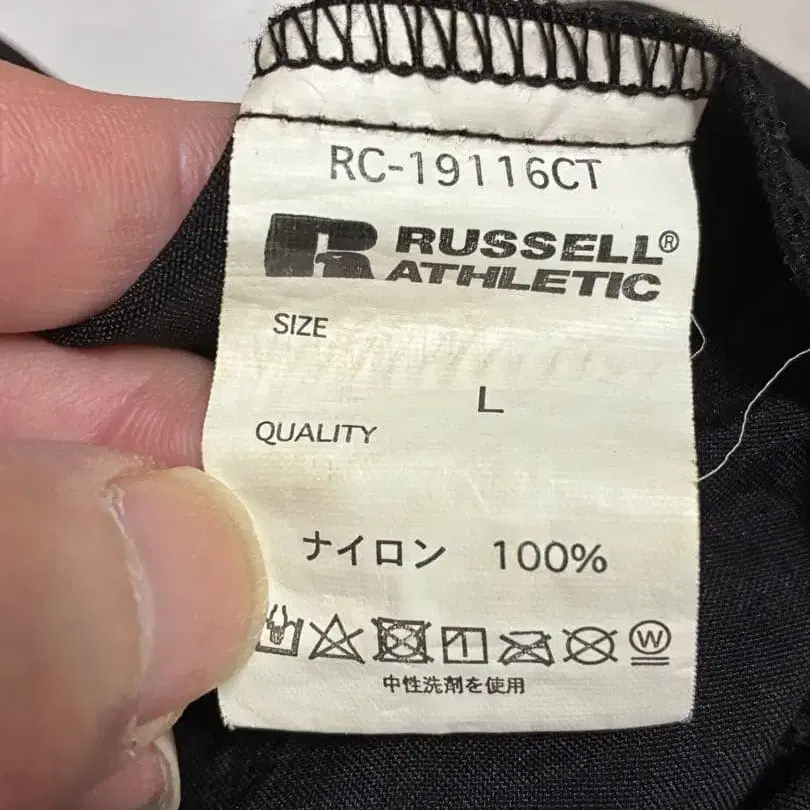 RC-19116CT
RUSSELL®
ATHLETIC
SIZE
L
QUALITY
ナイロン 100%
W
中性洗剤を使用